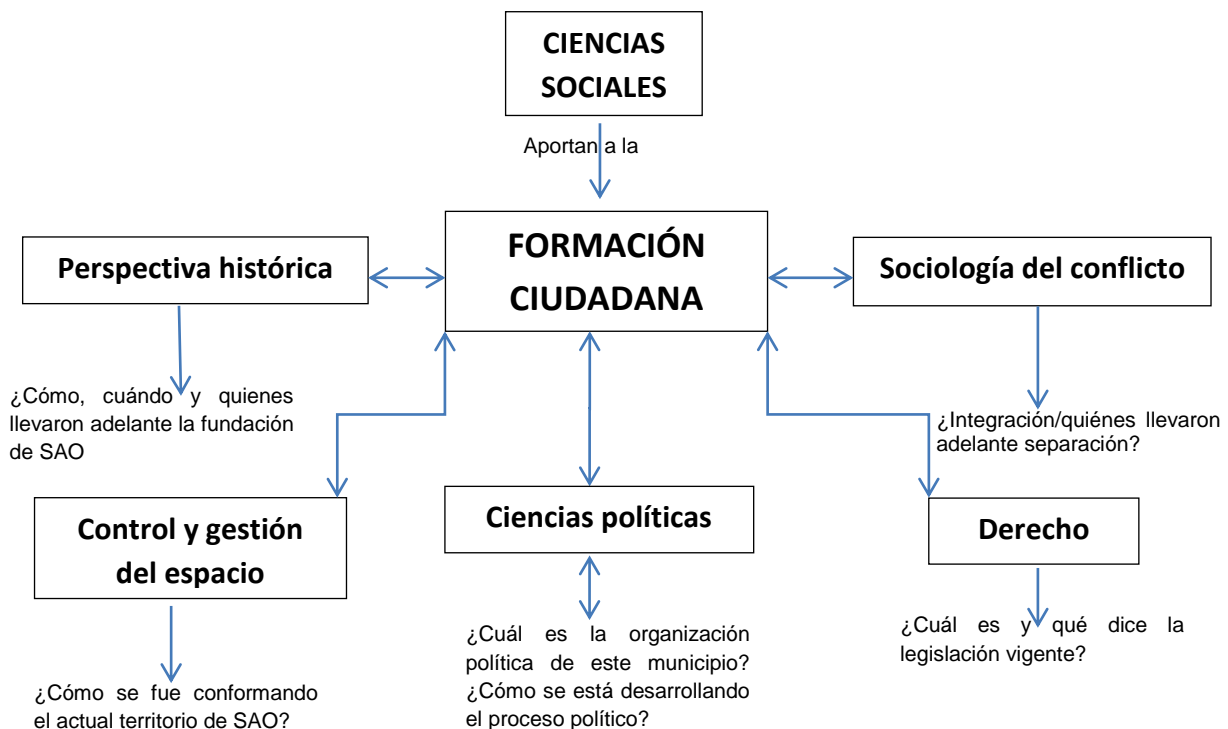 CIENCIAS
SOCIALES
Aportan a la
FORMACIÓN
CIUDADANA
Perspectiva histórica
Sociología del conflicto
¿Cómo, cuándo y quienes
llevaron adelante la fundación
de SAO
¿Integración/quiénes llevaron
adelante separación?
Control y gestión
del espacio
Ciencias políticas
Derecho
¿Cómo se fue conformando
el actual territorio de SAO?
¿Cuál es la organización
política de este municipio?
¿Cómo se está desarrollando
el proceso político?
¿Cuál es y qué dice la
legislación vigente?